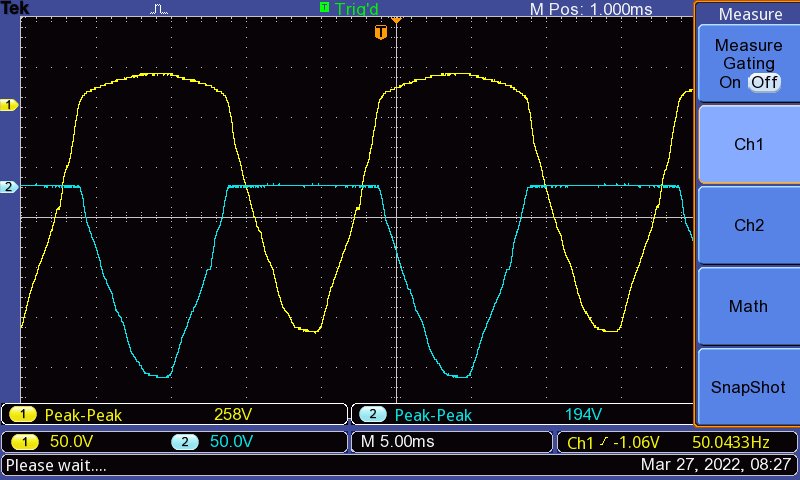 Tek T Trig'd M Pos: 1.000ms
Measure
T
Measure
Gating
On Off
1
Ch1
2
Ch2
Math
SnapShot
1 Peak-Peak 258V 2 Peak-Peak 194V
1 50.0V 2 50.0V M 5.00ms Ch1 -1.06V 50.0433Hz
Please wait.... Mar 27, 2022, 08:27